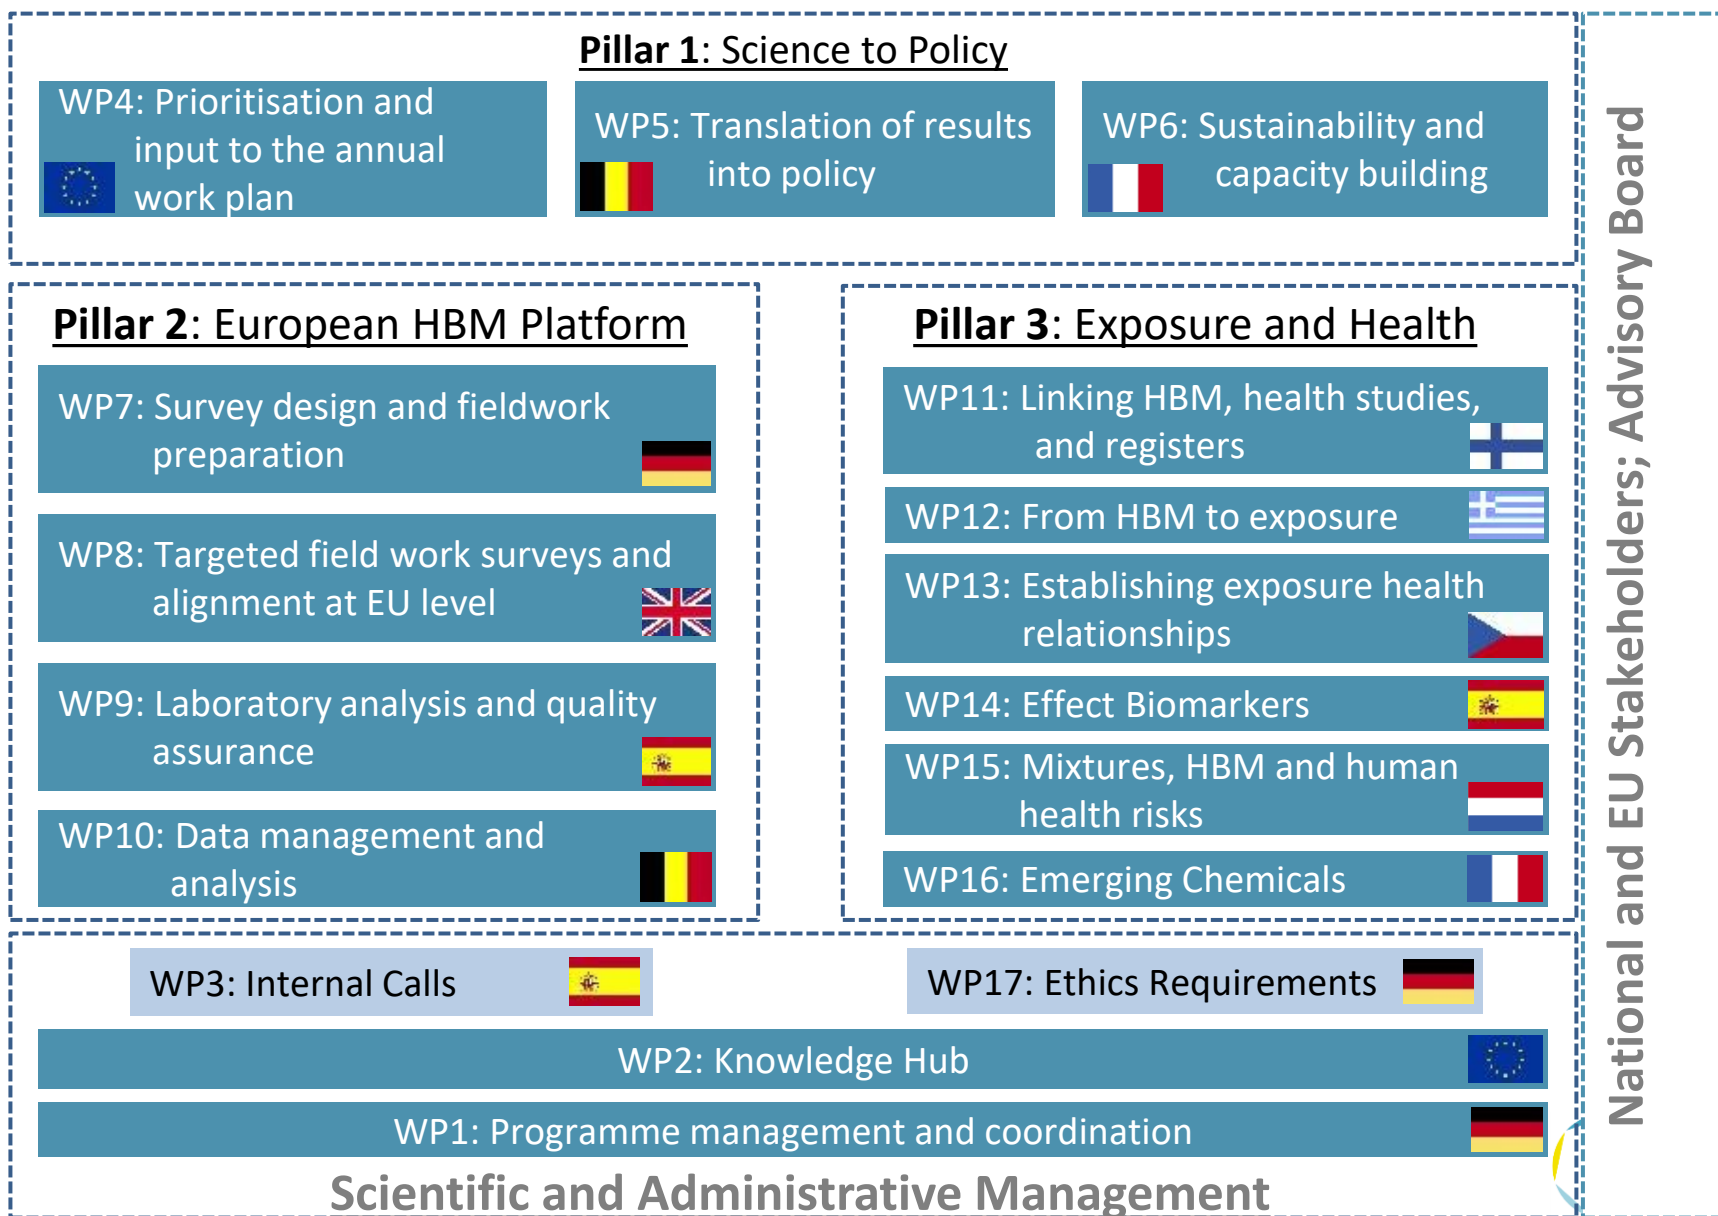 Pillar 1: Science to Policy
WP4: Prioritisation and
input to the annual
work plan
WP5: Translation of results
into policy
WP6: Sustainability and
capacity building
Pillar 2: European HBM Platform
WP7: Survey design and fieldwork
preparation
WP8: Targeted field work surveys and
alignment at EU level
WP9: Laboratory analysis and quality
assurance
WP10: Data management and
analysis
Pillar 3: Exposure and Health
WP11: Linking HBM, health studies,
and registers
WP12: From HBM to exposure
WP13: Establishing exposure health
relationships
WP14: Effect Biomarkers
WP15: Mixtures, HBM and human
health risks
WP16: Emerging Chemicals
WP3: Internal Calls
WP17: Ethics Requirements
WP2: Knowledge Hub
WP1: Programme management and coordination
Scientific and Administrative Management
National and EU Stakeholders; Advisory Board